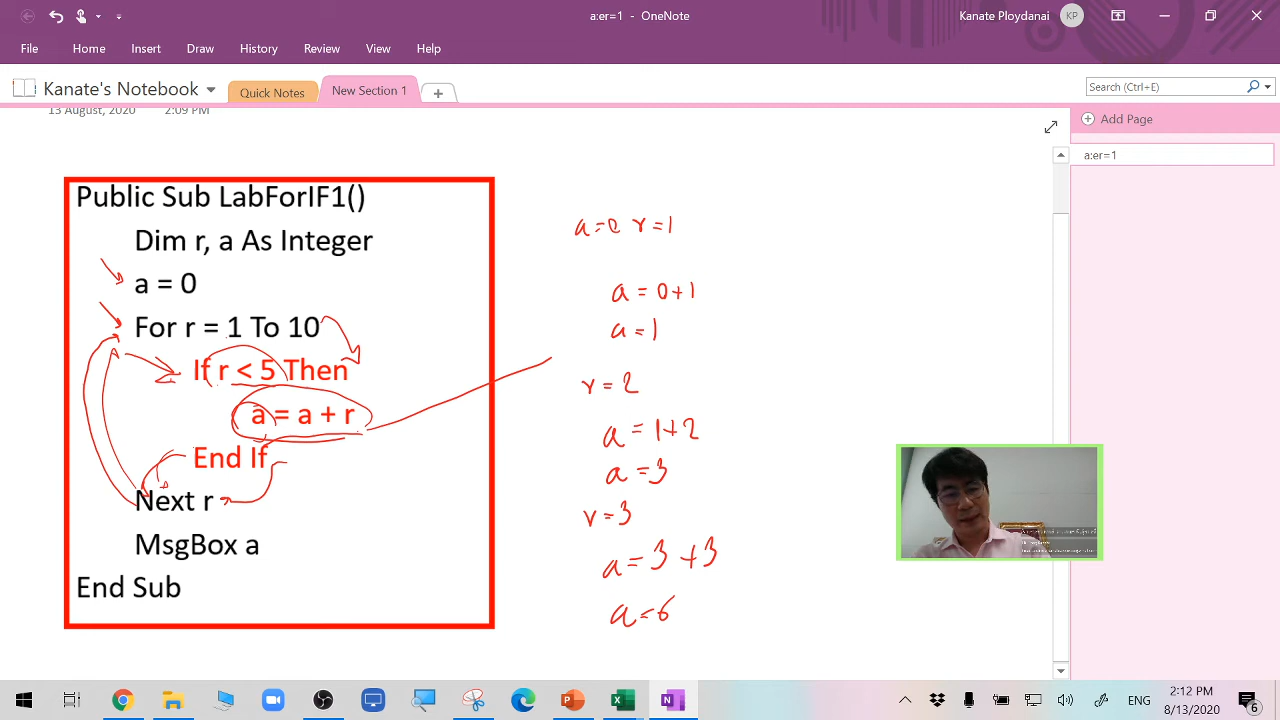 a:er=1 - OneNote
Kanate Ploydanai KP
File Home Insert Draw History Review View Help
Kanate's Notebook Quick Notes New Section 1
Search (Ctrl+E)
13 August, 2020 2:09 PM
Add Page
a:er=1
Public Sub LabForIF1()
Dim r, a As Integer
a = 0
For r = 1 To 10
If r < 5 Then
a = a + r
End If
Next r
MsgBox a
End Sub
a=0 r=1
a = 0+1
a=1
r=2
a = 1+2
a=3
r=3
a=3+3
a=6
ENG 2:12 PM
8/13/2020 6